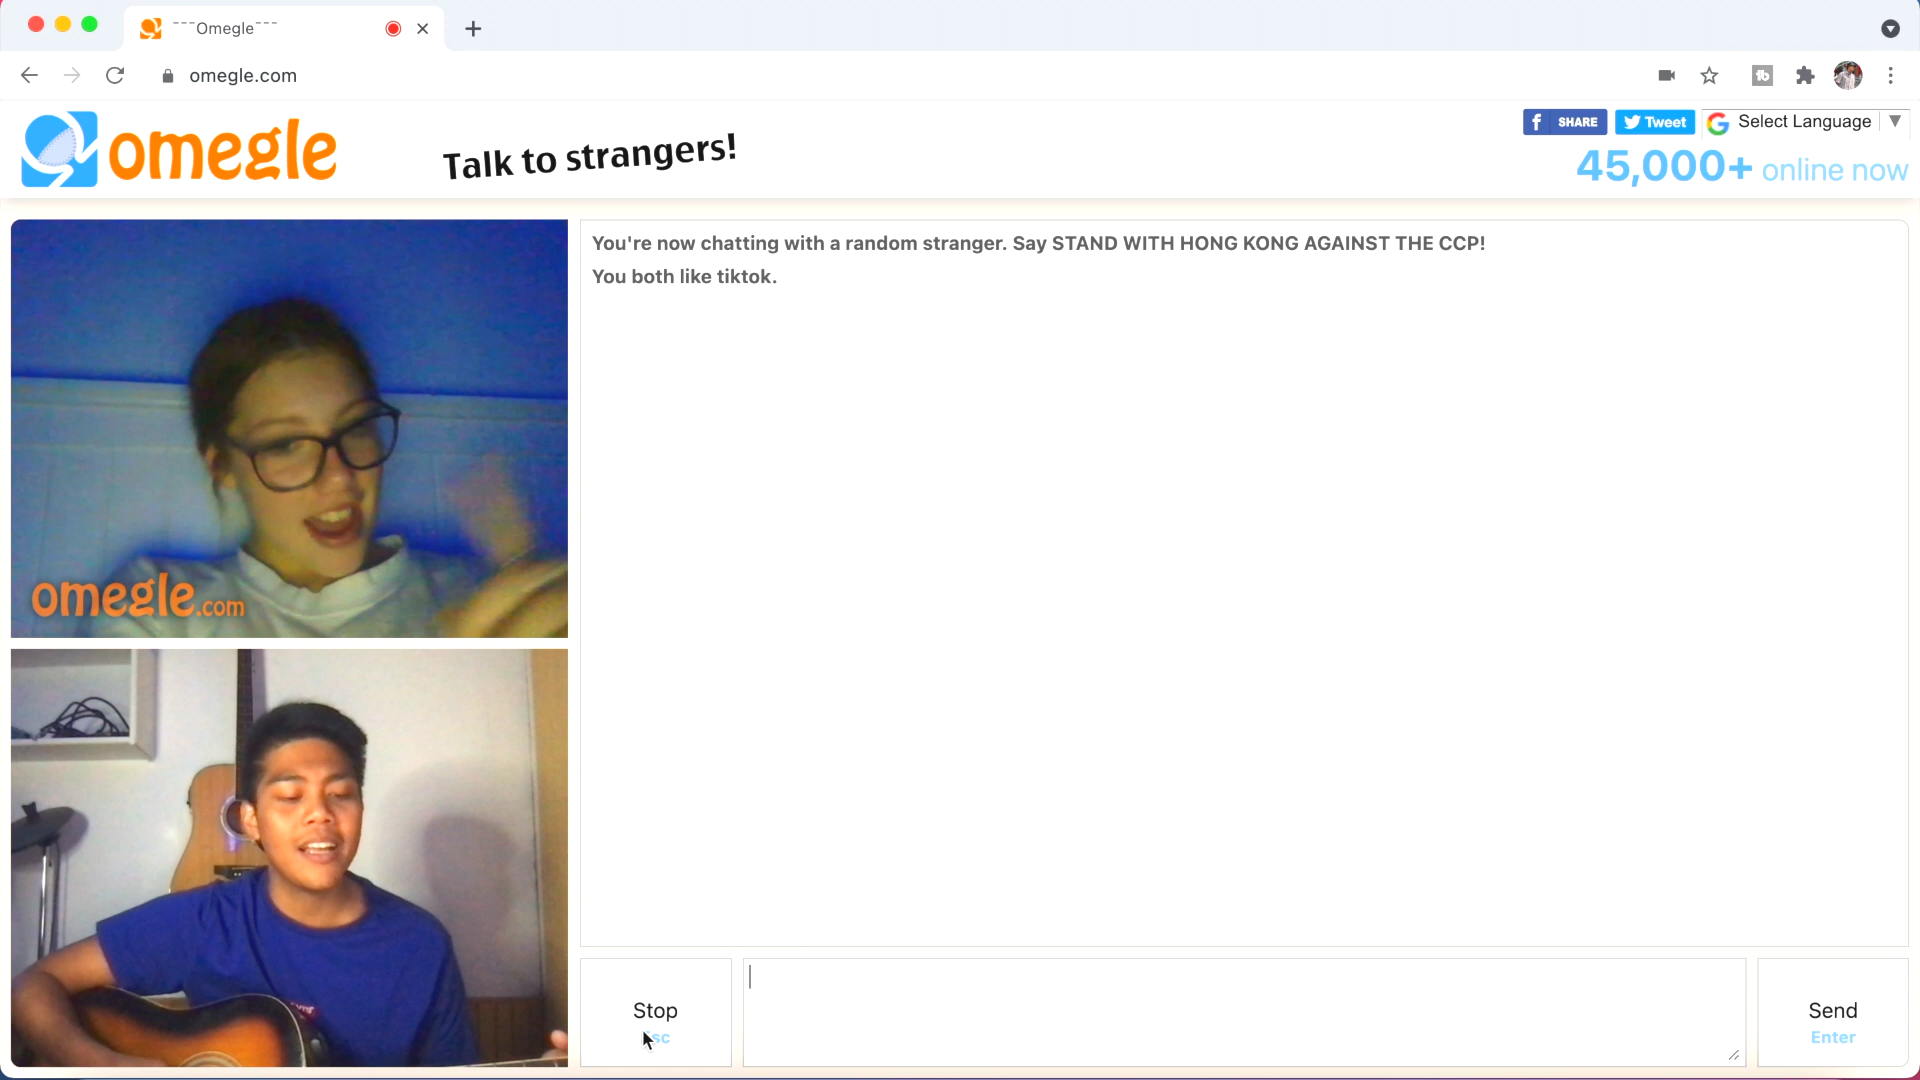 ---Omegle---
omegle.com
omegle
Talk to strangers!
SHARE
Tweet
Select Language
45,000+ online now
You're now chatting with a random stranger. Say STAND WITH HONG KONG AGAINST THE CCP!
You both like tiktok.
omegle.com
Stop
Send
Enter